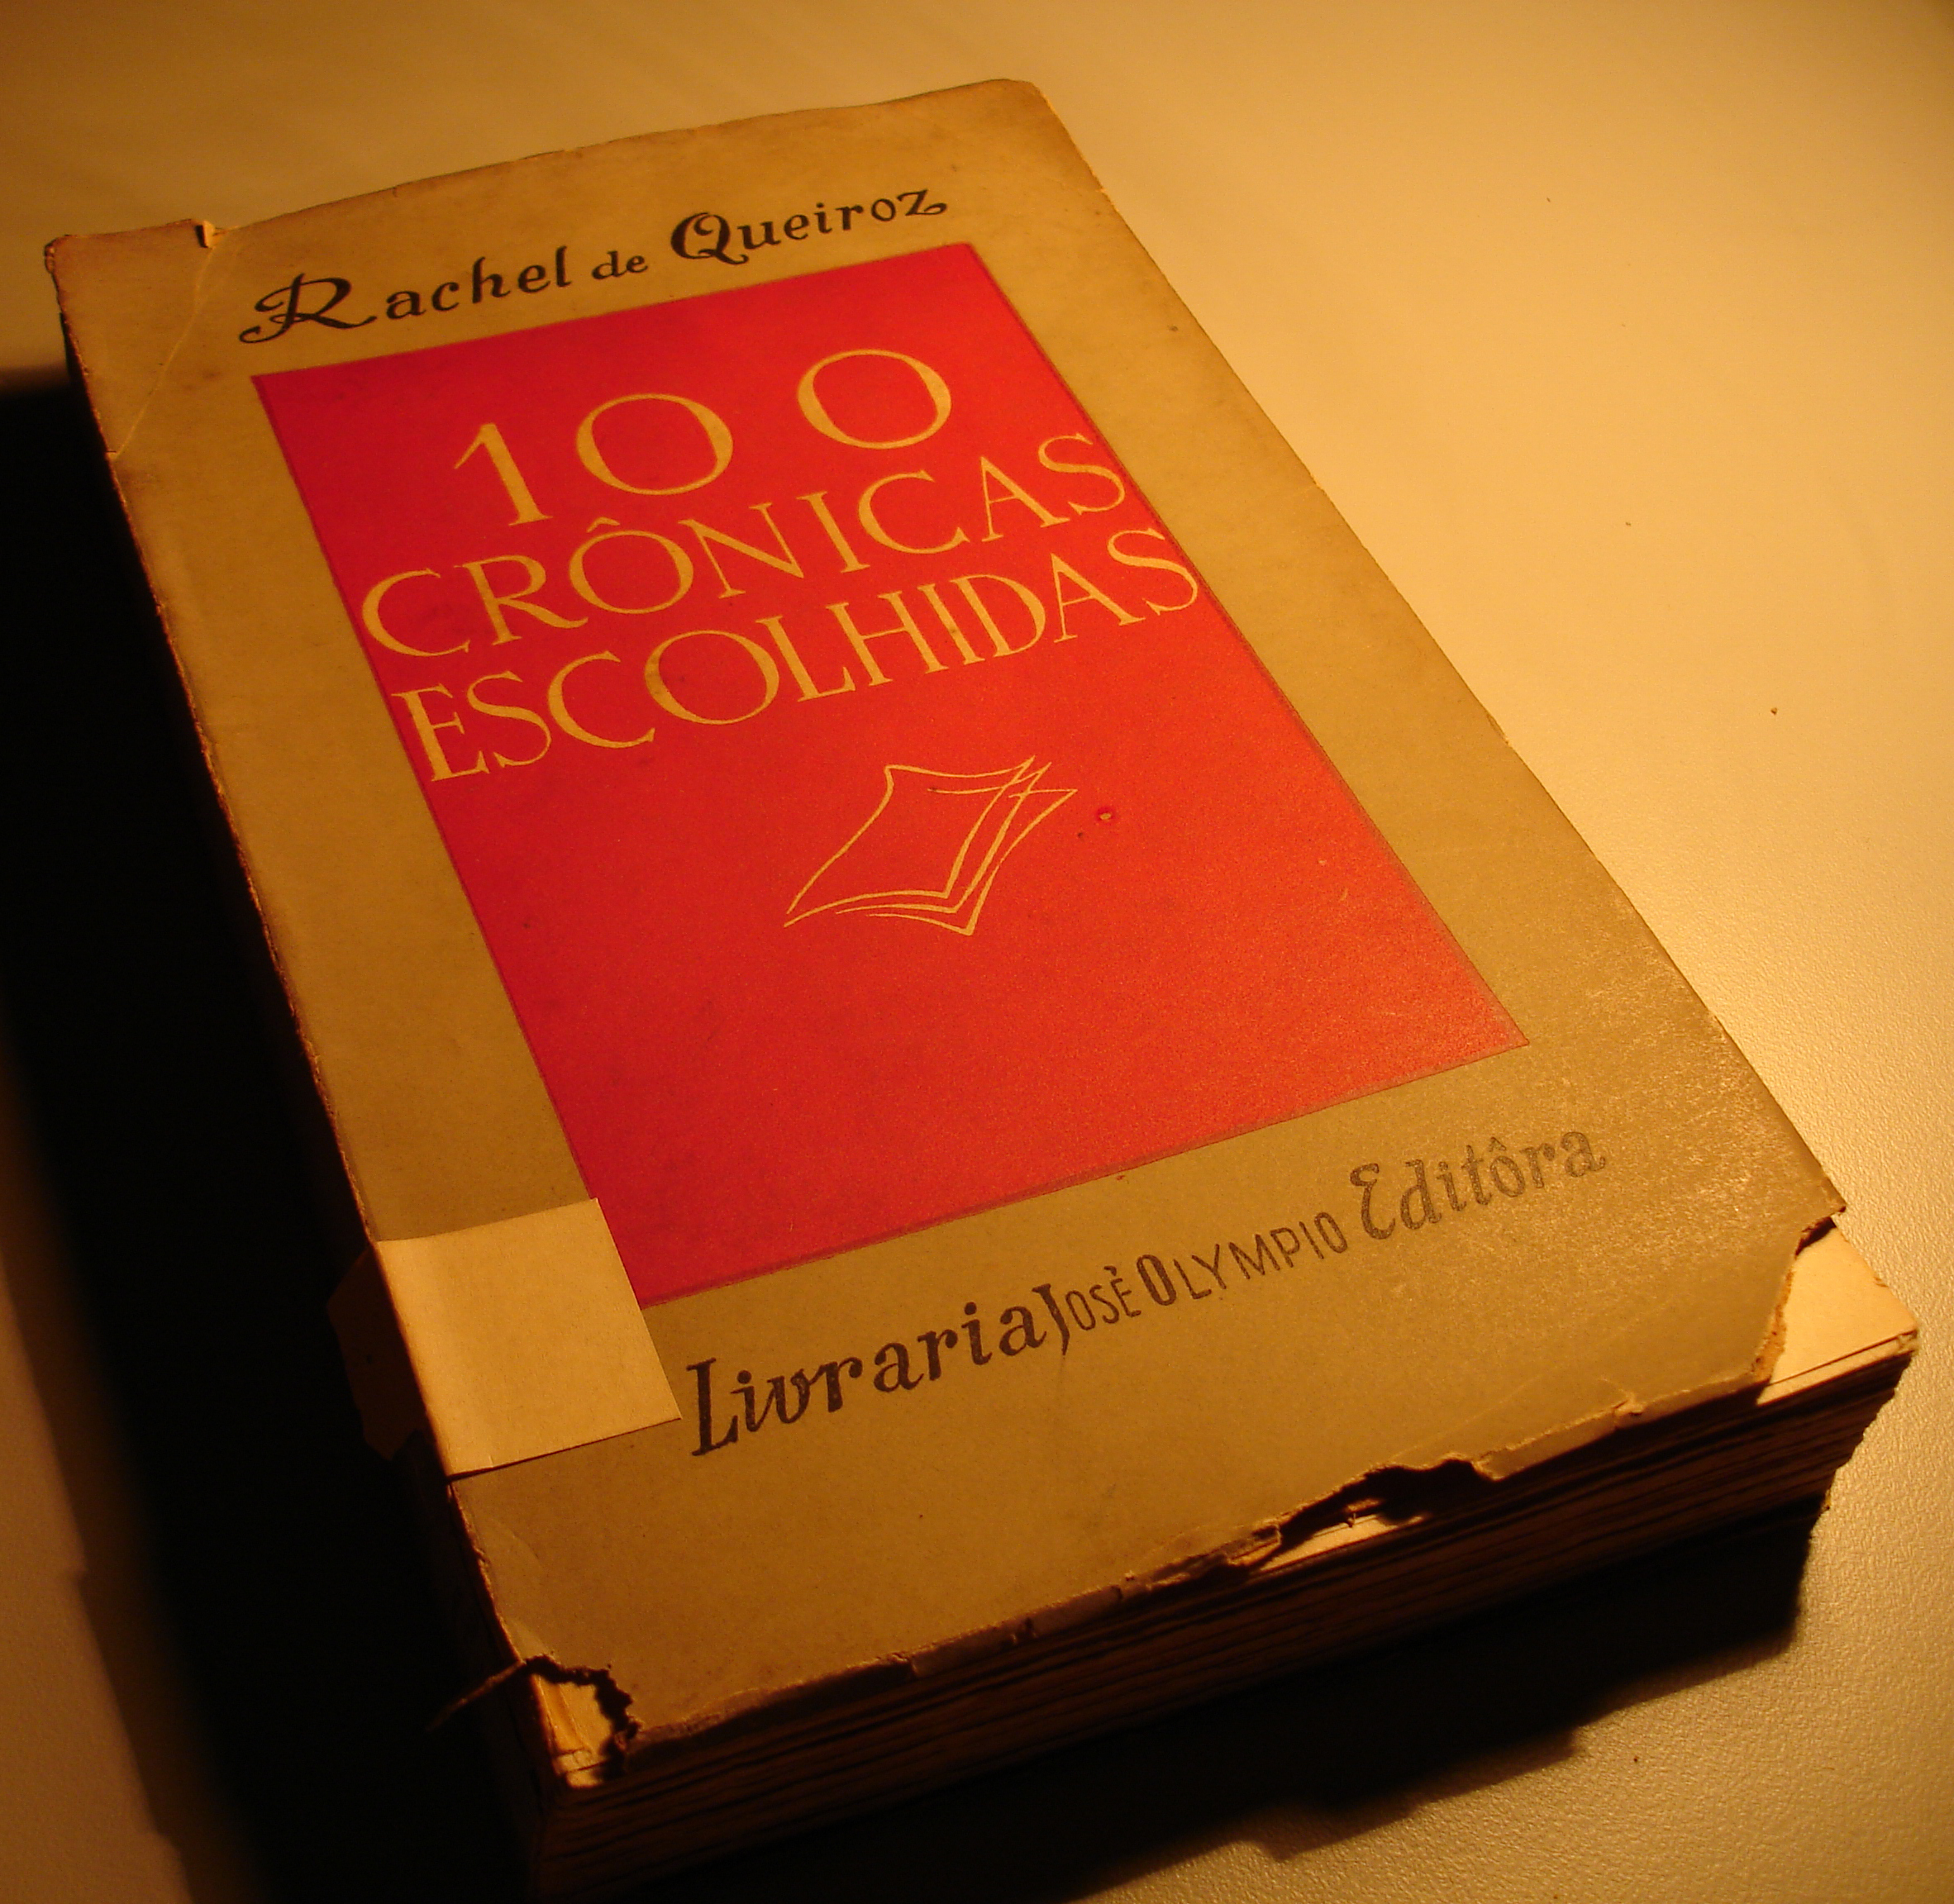 Rachel de Queiroz
100
CRÔNICAS
ESCOLHIDAS
Livraria JOSÉ OLYMPIO Editôra